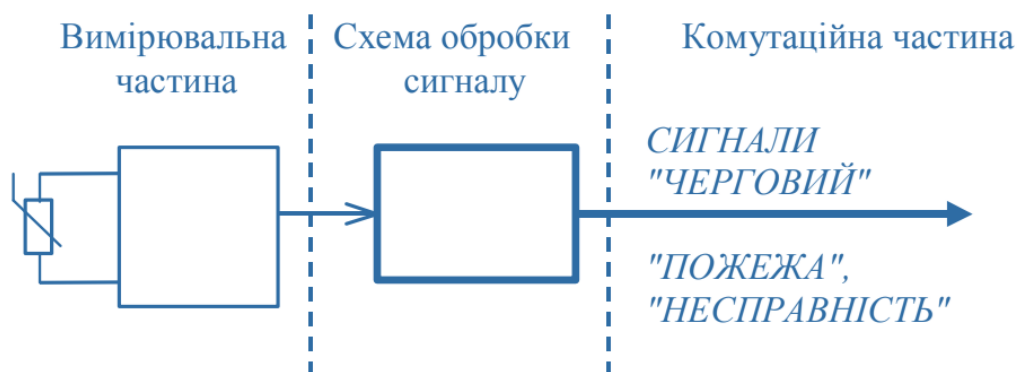 Вимірювальна
частина
Схема обробки
сигналу
Комутаційна частина
СИГНАЛИ
"ЧЕРГОВИЙ"
"ПОЖЕЖА",
"НЕСПРАВНІСТЬ"